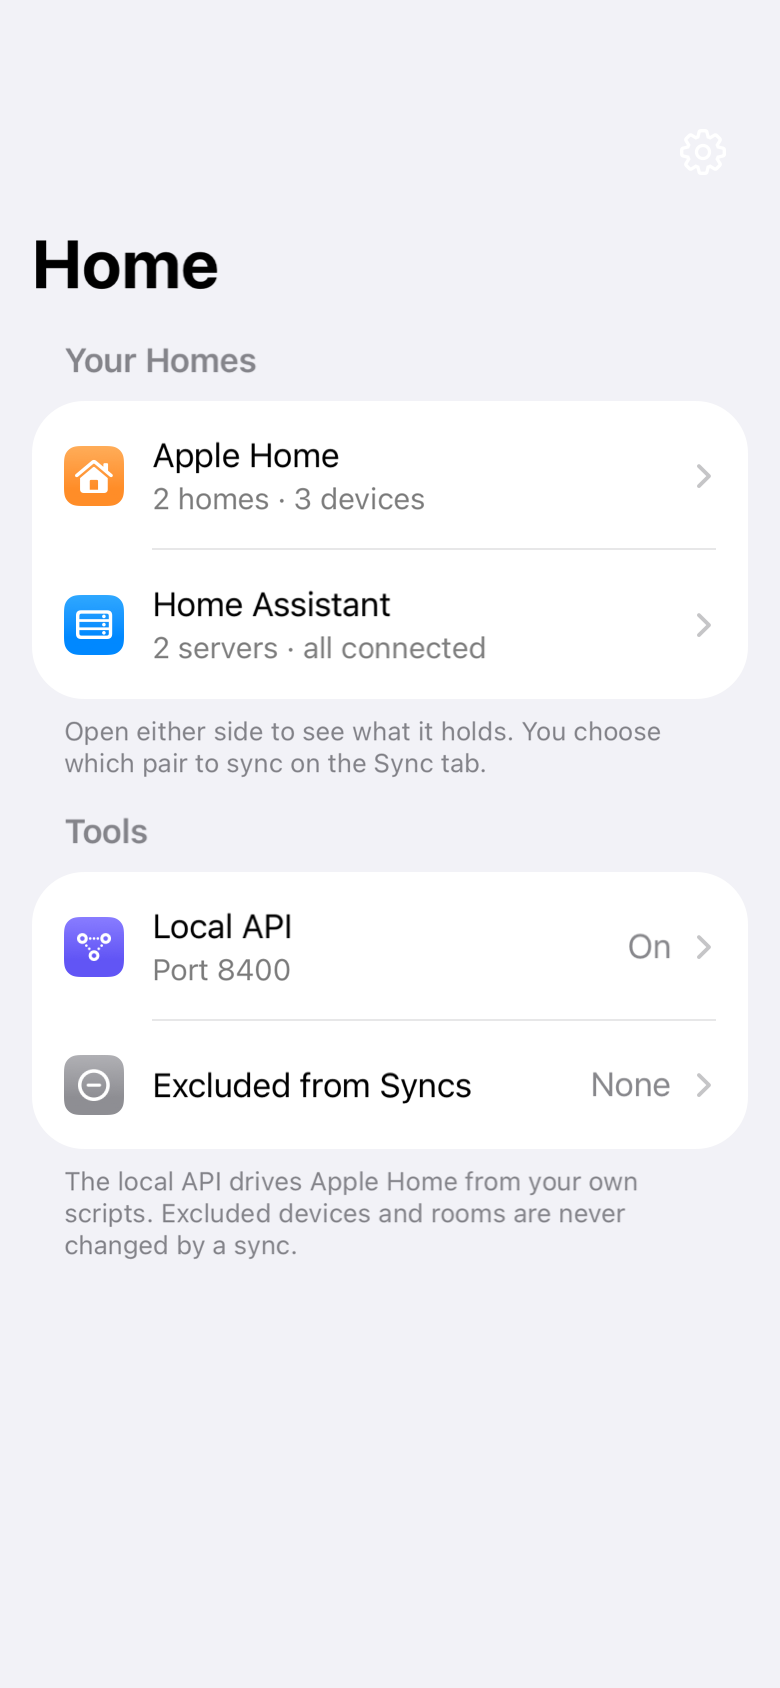 Home
Your Homes
Apple Home
2 homes · 3 devices
Home Assistant
2 servers · all connected
Open either side to see what it holds. You choose
which pair to sync on the Sync tab.
Tools
Local API
Port 8400
On
Excluded from Syncs
None
The local API drives Apple Home from your own
scripts. Excluded devices and rooms are never
changed by a sync.